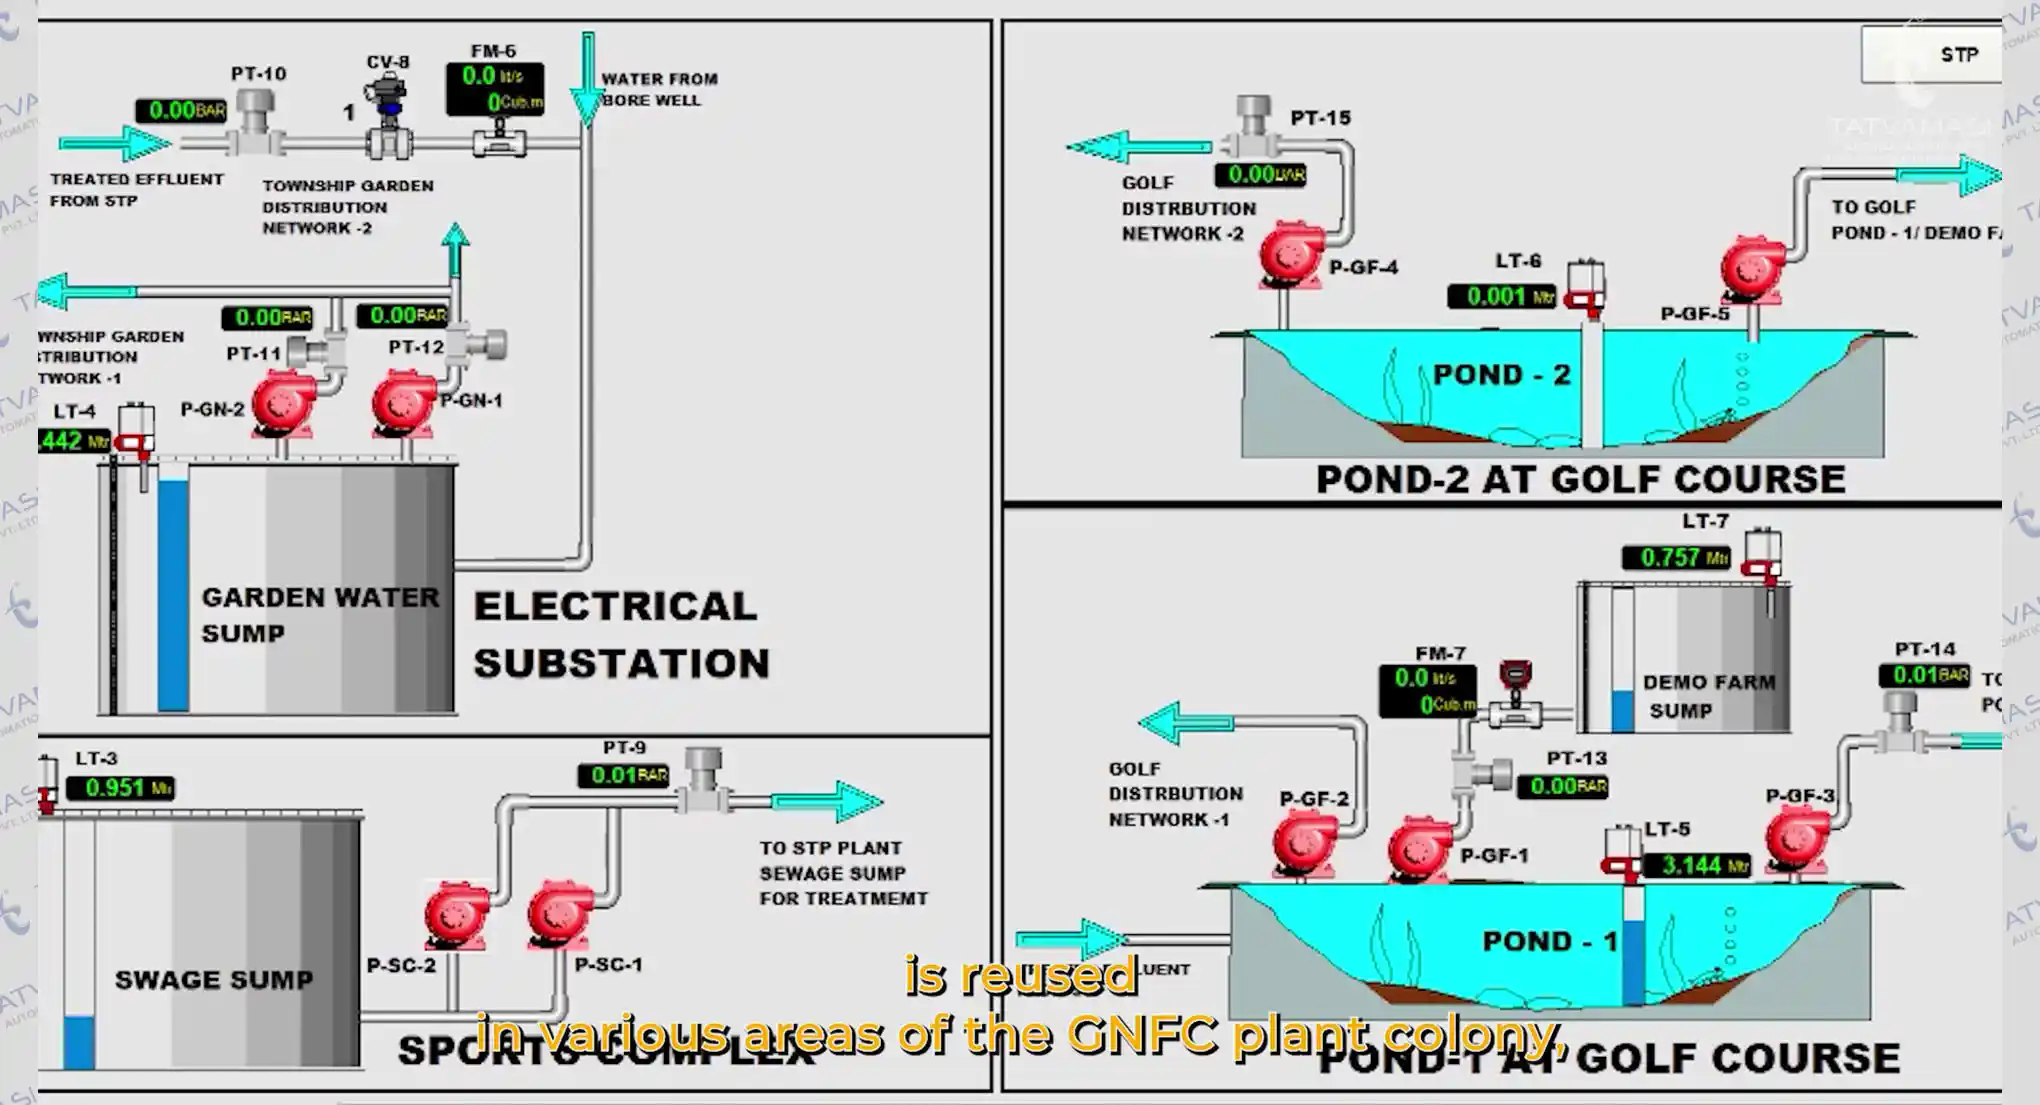 PT-10
0.00BAR
CV-8
1
FM-6
0.0 lit/s
0Cub.m
WATER FROM
BORE WELL
TREATED EFFLUENT
FROM STP
TOWNSHIP GARDEN
DISTRIBUTION
NETWORK -2
0.00BAR
PT-11
0.00BAR
PT-12
WNSHIP GARDEN
TRIBUTION
TWORK -1
P-GN-2
P-GN-1
LT-4
.442 Mtr
GARDEN WATER
SUMP
ELECTRICAL
SUBSTATION
LT-3
0.951 Mtr
PT-9
0.01BAR
TO STP PLANT
SEWAGE SUMP
FOR TREATMEMT
P-SC-2
P-SC-1
SWAGE SUMP
SPORTS COMPLEX
STP
TATVAMASI
PT-15
0.00BAR
GOLF
DISTRBUTION
NETWORK -2
P-GF-4
LT-6
0.001 Mtr
P-GF-5
TO GOLF
POND - 1/ DEMO FA
POND - 2
POND-2 AT GOLF COURSE
LT-7
0.757 Mtr
DEMO FARM
SUMP
FM-7
0.0 lit/s
0Cub.m
PT-13
0.00BAR
PT-14
0.01BAR
GOLF
DISTRBUTION
NETWORK -1
P-GF-2
P-GF-1
LT-5
3.144 Mtr
P-GF-3
POND - 1
POND-1 AT GOLF COURSE
is reused
in various areas of the GNFC plant colony,